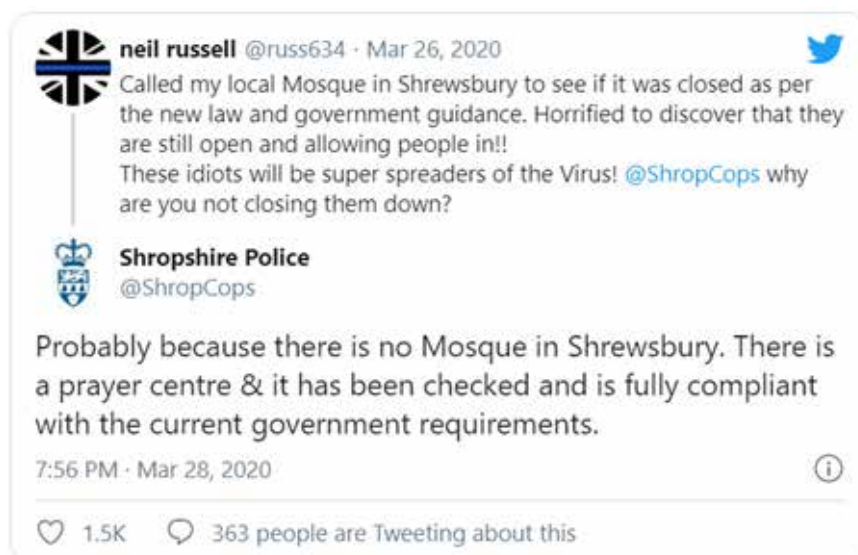 neil russell @russ634 · Mar 26, 2020
Called my local Mosque in Shrewsbury to see if it was closed as per
the new law and government guidance. Horrified to discover that they
are still open and allowing people in!!
These idiots will be super spreaders of the Virus! @ShropCops why
are you not closing them down?
Shropshire Police
@ShropCops
Probably because there is no Mosque in Shrewsbury. There is
a prayer centre & it has been checked and is fully compliant
with the current government requirements.
7:56 PM · Mar 28, 2020
1.5K 363 people are Tweeting about this